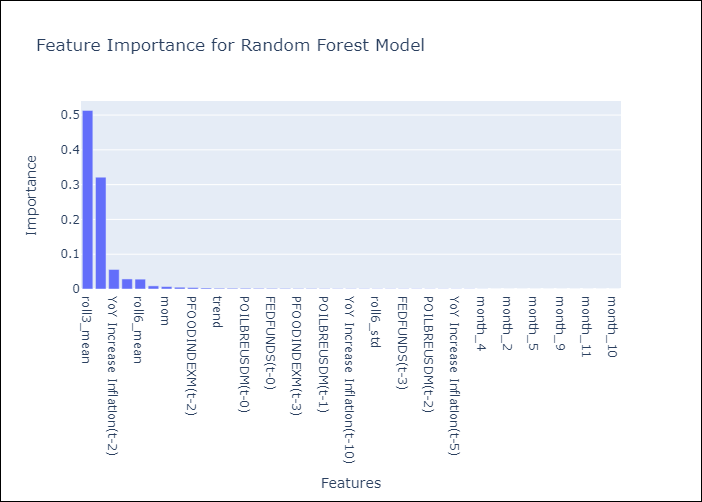 Feature Importance for Random Forest Model
0.5
0.4
0.3
0.2
0.1
0
Importance
roll3_mean
YoY Increase Inflation(t-2)
roll6_mean
mom
PFOODINDEXM(t-2)
trend
POILBREUSDM(t-0)
FEDFUNDS(t-0)
PFOODINDEXM(t-3)
POILBREUSDM(t-1)
YoY Increase Inflation(t-10)
roll6_std
FEDFUNDS(t-3)
POILBREUSDM(t-2)
YoY Increase Inflation(t-5)
month_4
month_2
month_5
month_9
month_11
month_10
Features